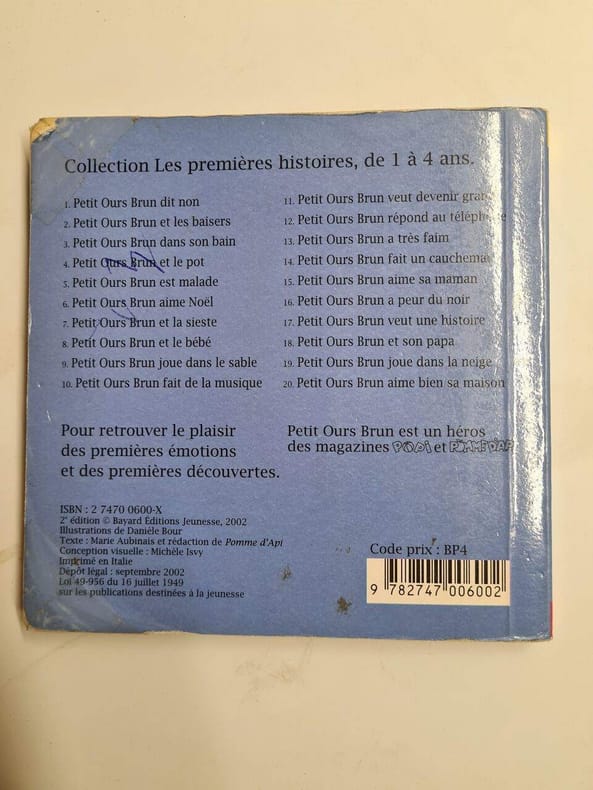 Collection Les premières histoires, de 1 à 4 ans.
1. Petit Ours Brun dit non
2. Petit Ours Brun et les baisers
3. Petit Ours Brun dans son bain
4. Petit Ours Brun et le pot
5. Petit Ours Brun est malade
6. Petit Ours Brun aime Noël
7. Petit Ours Brun et la sieste
8. Petit Ours Brun et le bébé
9. Petit Ours Brun joue dans le sable
10. Petit Ours Brun fait de la musique
11. Petit Ours Brun veut devenir grand
12. Petit Ours Brun répond au téléphone
13. Petit Ours Brun a très faim
14. Petit Ours Brun fait un cauchemar
15. Petit Ours Brun aime sa maman
16. Petit Ours Brun a peur du noir
17. Petit Ours Brun veut une histoire
18. Petit Ours Brun et son papa
19. Petit Ours Brun joue dans la neige
20. Petit Ours Brun aime bien sa maison
Pour retrouver le plaisir
des premières émotions
et des premières découvertes.
Petit Ours Brun est un héros
des magazines POPI et POMME D'API
ISBN : 2 7470 0600-X
2e édition © Bayard Éditions Jeunesse, 2002
Illustrations de Danièle Bour
Texte : Marie Aubinais et rédaction de Pomme d'Api
Conception visuelle : Michèle Isvy
Imprimé en Italie
Dépôt légal : septembre 2002
Loi 49-956 du 16 juillet 1949
sur les publications destinées à la jeunesse
Code prix : BP4
9 782747 006002